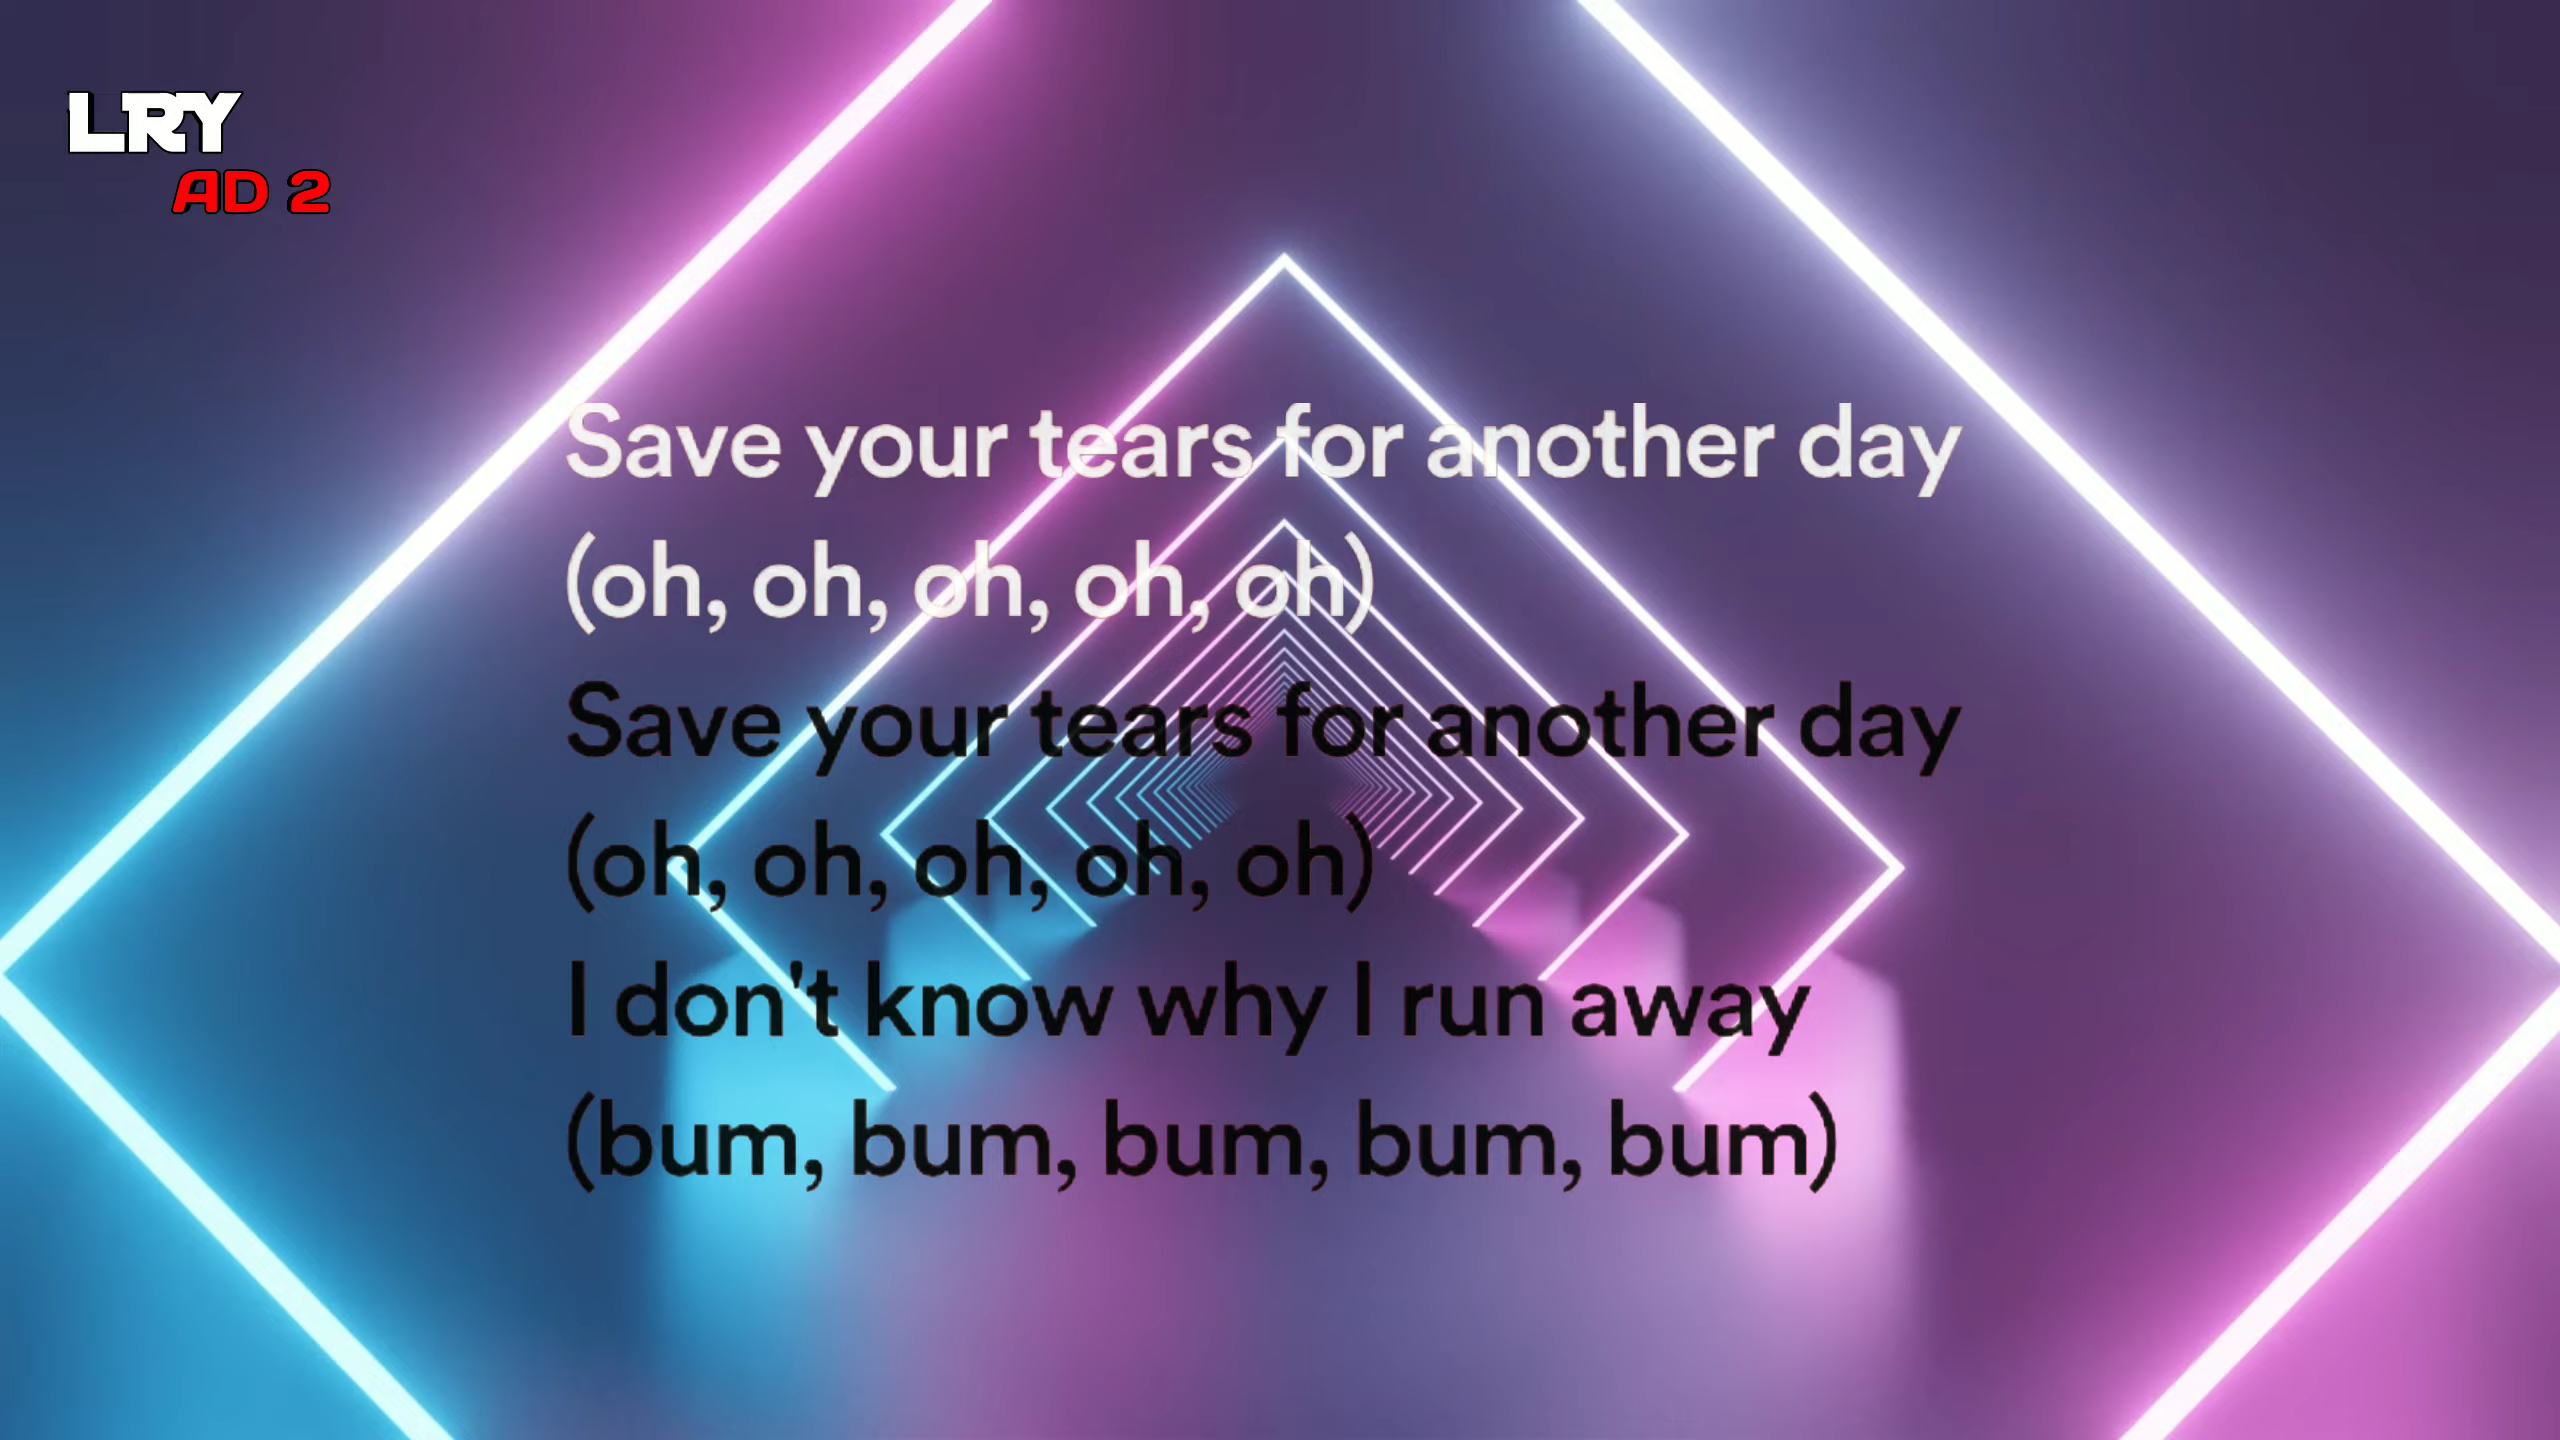 LRY
AD 2
Save your tears for another day
(oh, oh, oh, oh, oh)
Save your tears for another day
(oh, oh, oh, oh, oh)
I don't know why I run away
(bum, bum, bum, bum, bum)